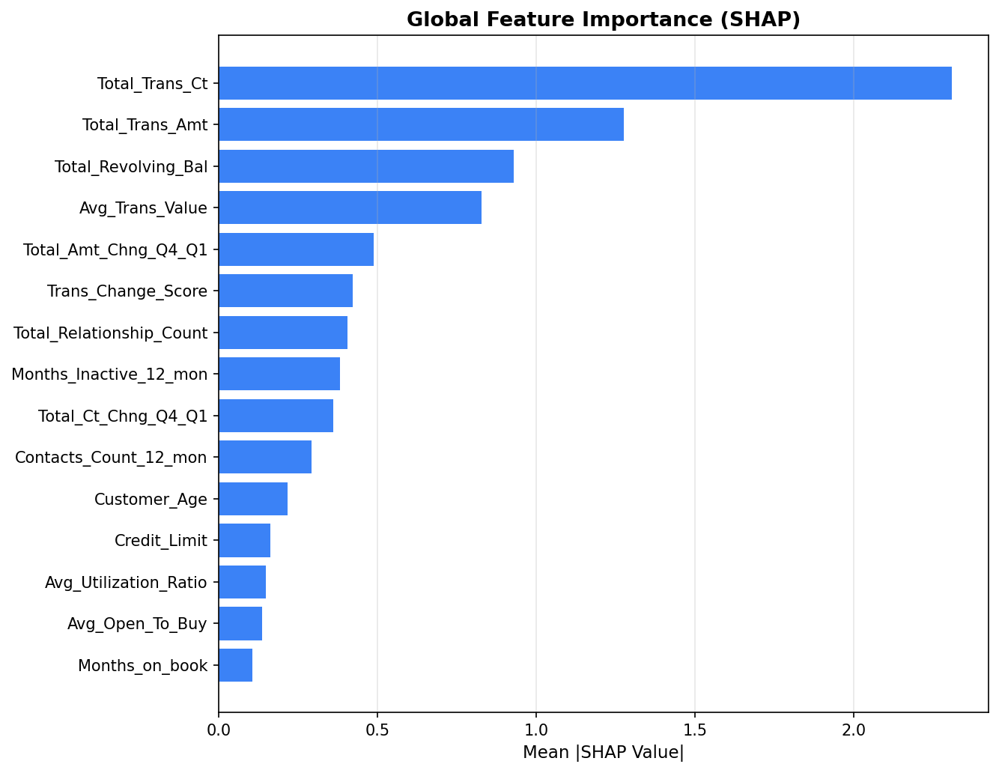 Global Feature Importance (SHAP)
Total_Trans_Ct
Total_Trans_Amt
Total_Revolving_Bal
Avg_Trans_Value
Total_Amt_Chng_Q4_Q1
Trans_Change_Score
Total_Relationship_Count
Months_Inactive_12_mon
Total_Ct_Chng_Q4_Q1
Contacts_Count_12_mon
Customer_Age
Credit_Limit
Avg_Utilization_Ratio
Avg_Open_To_Buy
Months_on_book
0.0 0.5 1.0 1.5 2.0
Mean |SHAP Value|